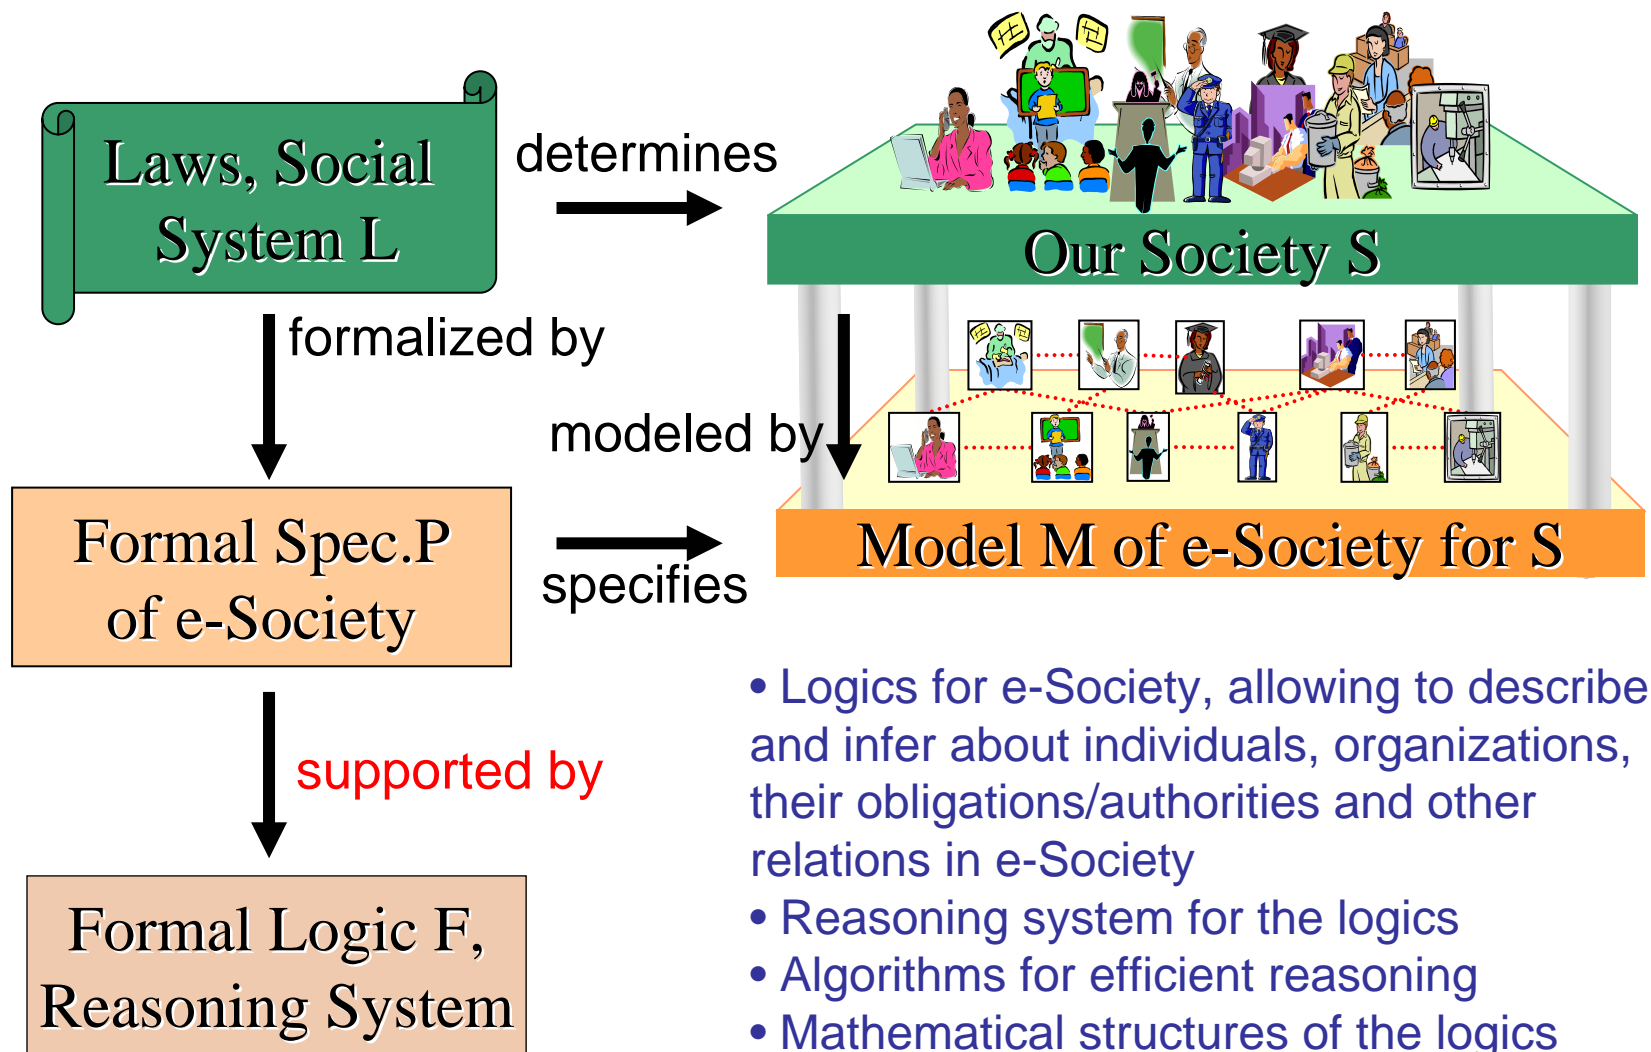 Laws, Social
System L
determines
Our Society S
formalized by
modeled by
Formal Spec.P
of e-Society
specifies
Model M of e-Society for S
supported by
Formal Logic F,
Reasoning System
• Logics for e-Society, allowing to describe
and infer about individuals, organizations,
their obligations/authorities and other
relations in e-Society
• Reasoning system for the logics
• Algorithms for efficient reasoning
• Mathematical structures of the logics